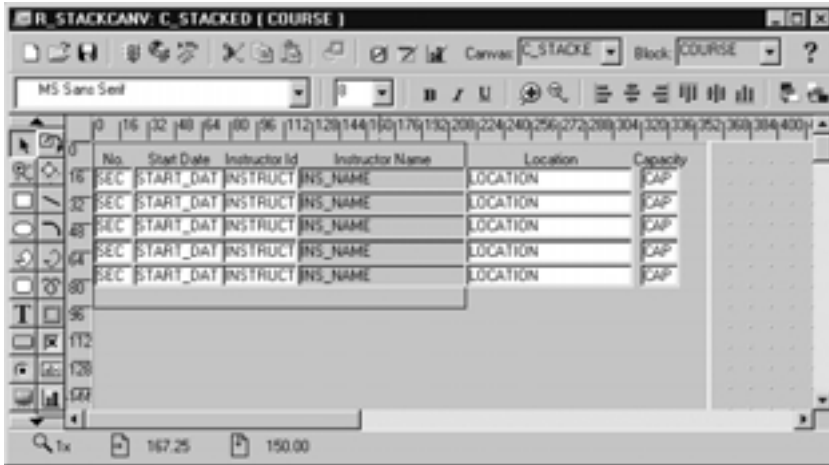 R_STACKCANV: C_STACKED ( COURSE )
Canvas: C_STACKE Block: COURSE ?
MS Sans Serif 8 B I U
0 16 32 48 64 80 96 112 128 144 160 176 192 208 224 240 256 272 288 304 320 336 352 368 384 400
0
16
32
48
64
80
96
112
128
144
No. Start Date Instructor Id Instructor Name Location Capacity
SEC START_DAT INSTRUCT INS_NAME LOCATION CAP
SEC START_DAT INSTRUCT INS_NAME LOCATION CAP
SEC START_DAT INSTRUCT INS_NAME LOCATION CAP
SEC START_DAT INSTRUCT INS_NAME LOCATION CAP
SEC START_DAT INSTRUCT INS_NAME LOCATION CAP
T
1x 167.25 150.00